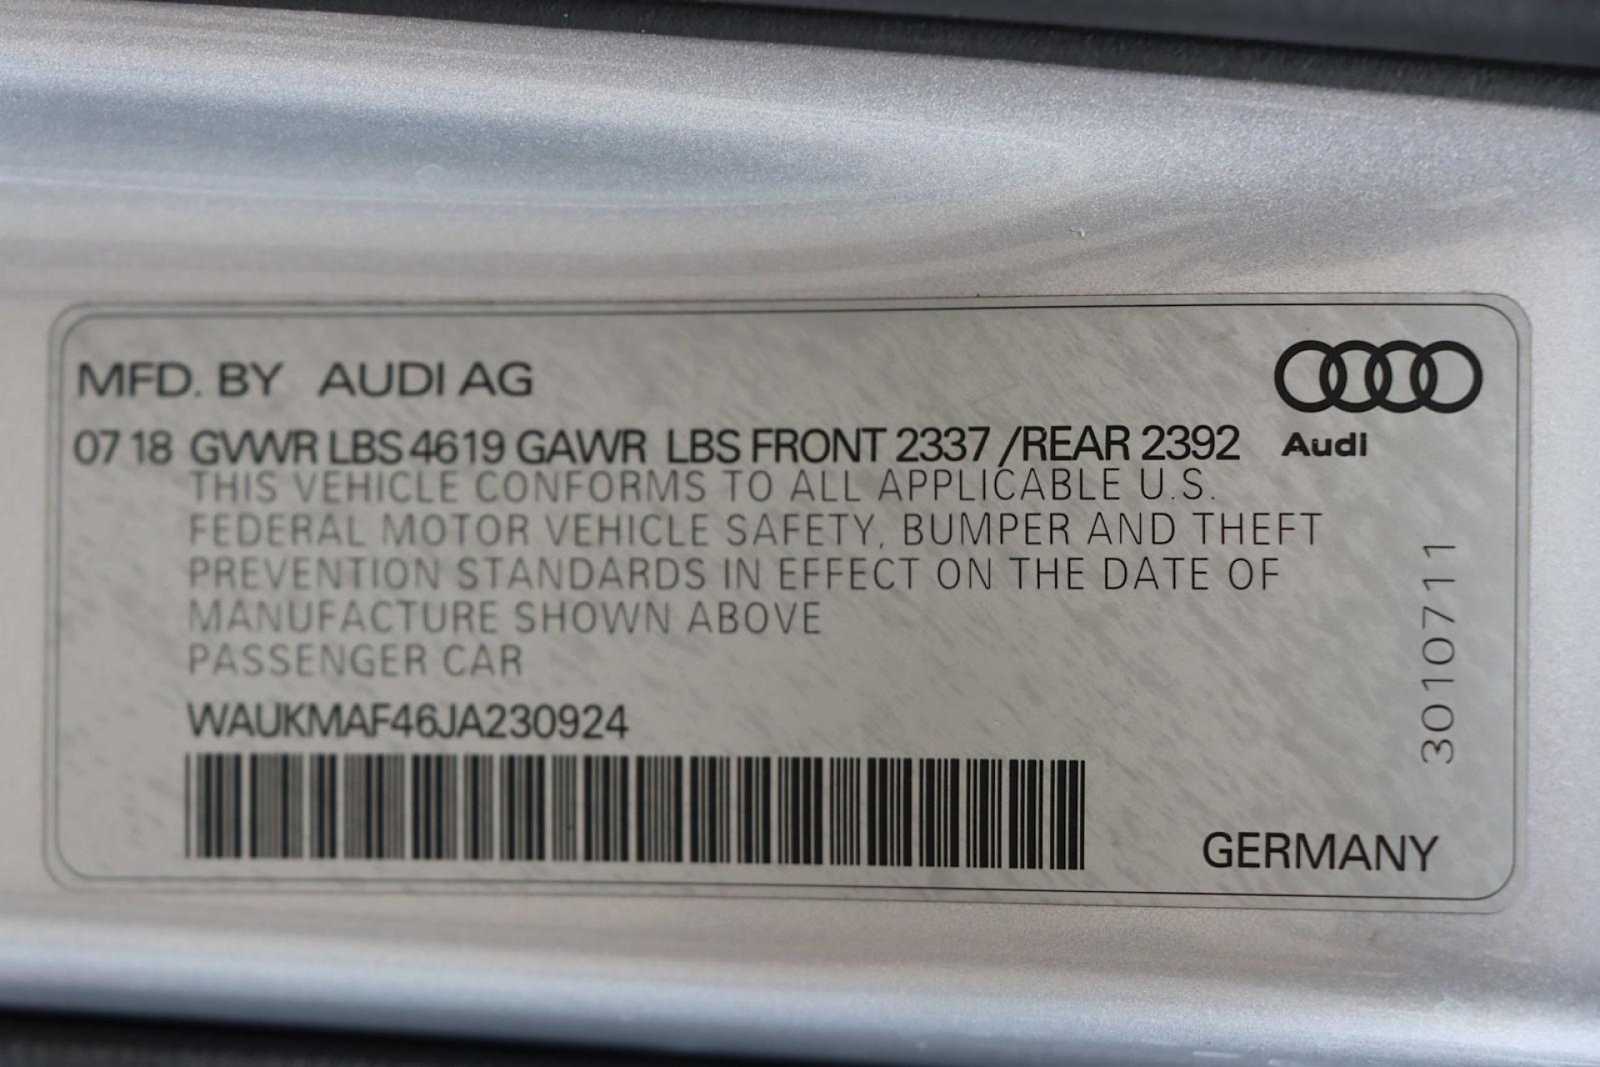 MFD. BY AUDI AG
07 18 GVWR LBS 4619 GAWR LBS FRONT 2337 /REAR 2392
Audi
THIS VEHICLE CONFORMS TO ALL APPLICABLE U.S.
FEDERAL MOTOR VEHICLE SAFETY, BUMPER AND THEFT
PREVENTION STANDARDS IN EFFECT ON THE DATE OF
MANUFACTURE SHOWN ABOVE
PASSENGER CAR
WAUKMAF46JA230924
3010711
GERMANY